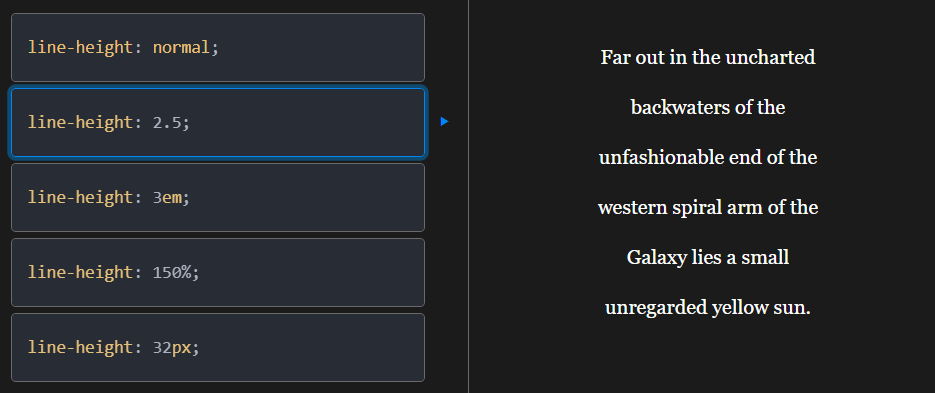 line-height: normal;
line-height: 2.5;
line-height: 3em;
line-height: 150%;
line-height: 32px;
Far out in the uncharted
backwaters of the
unfashionable end of the
western spiral arm of the
Galaxy lies a small
unregarded yellow sun.